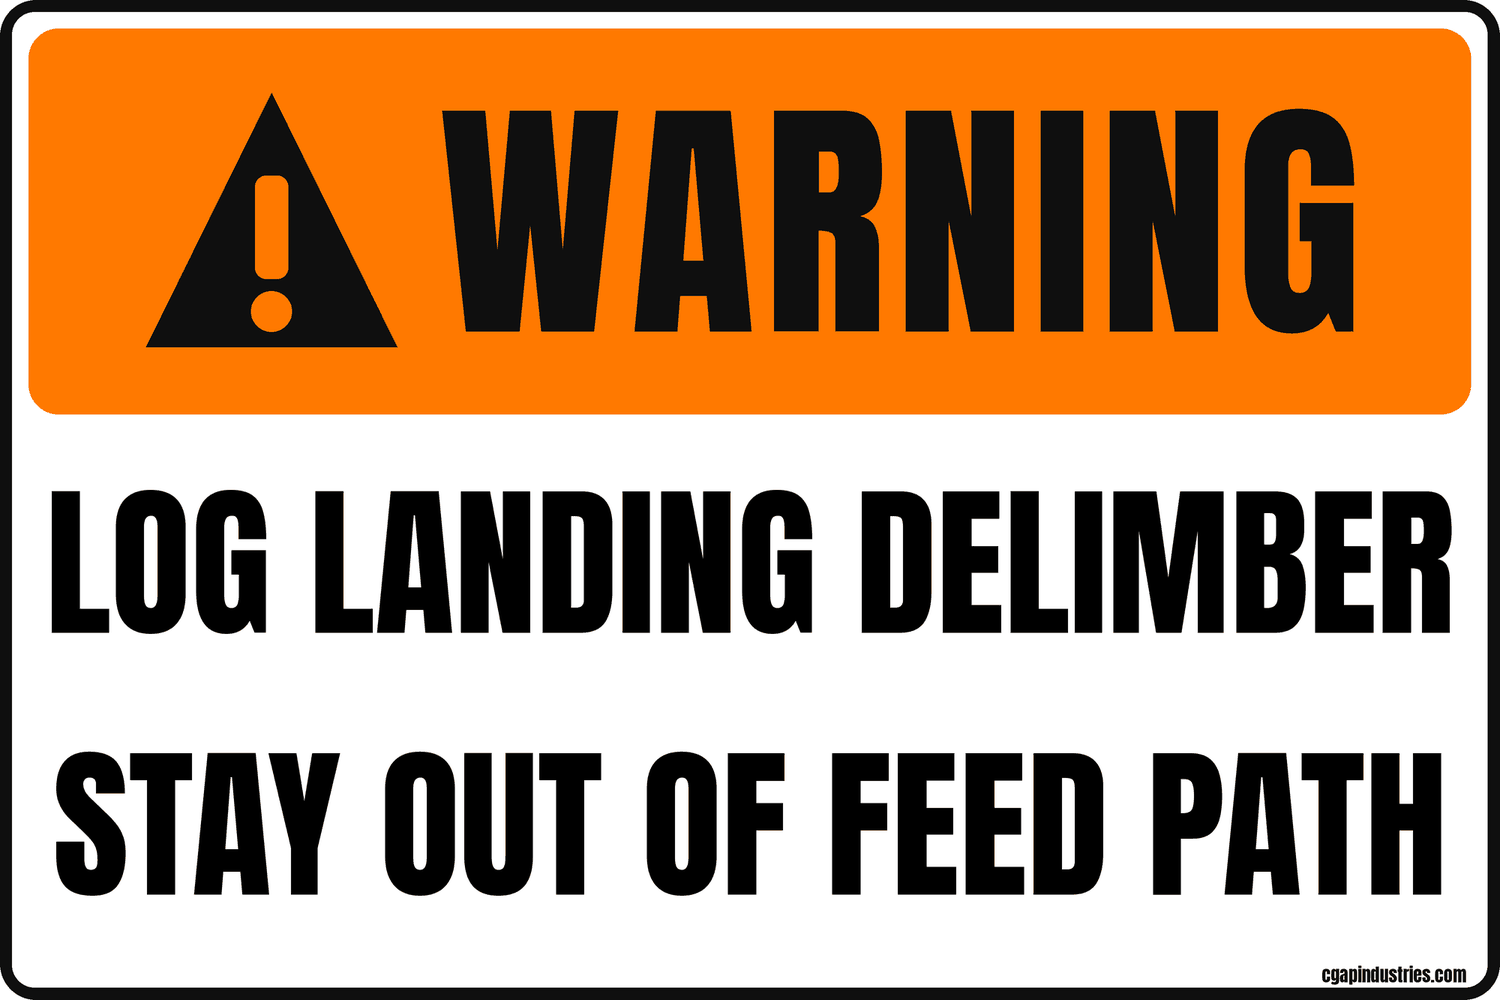 WARNING
LOG LANDING DELIMBER
STAY OUT OF FEED PATH
cgapindustries.com